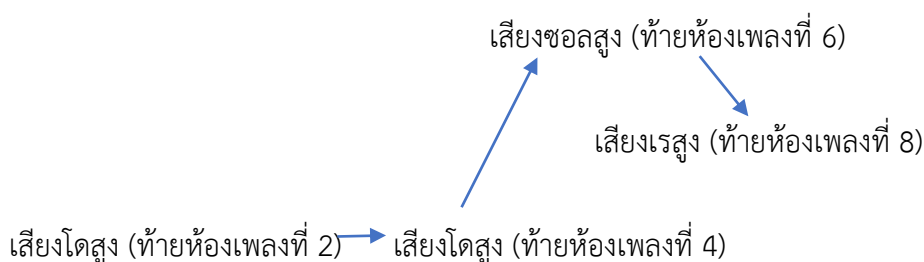 เสียงซอลสูง (ท้ายห้องเพลงที่ 6)
เสียงเรสูง (ท้ายห้องเพลงที่ 8)
เสียงโดสูง (ท้ายห้องเพลงที่ 2) เสียงโดสูง (ท้ายห้องเพลงที่ 4)